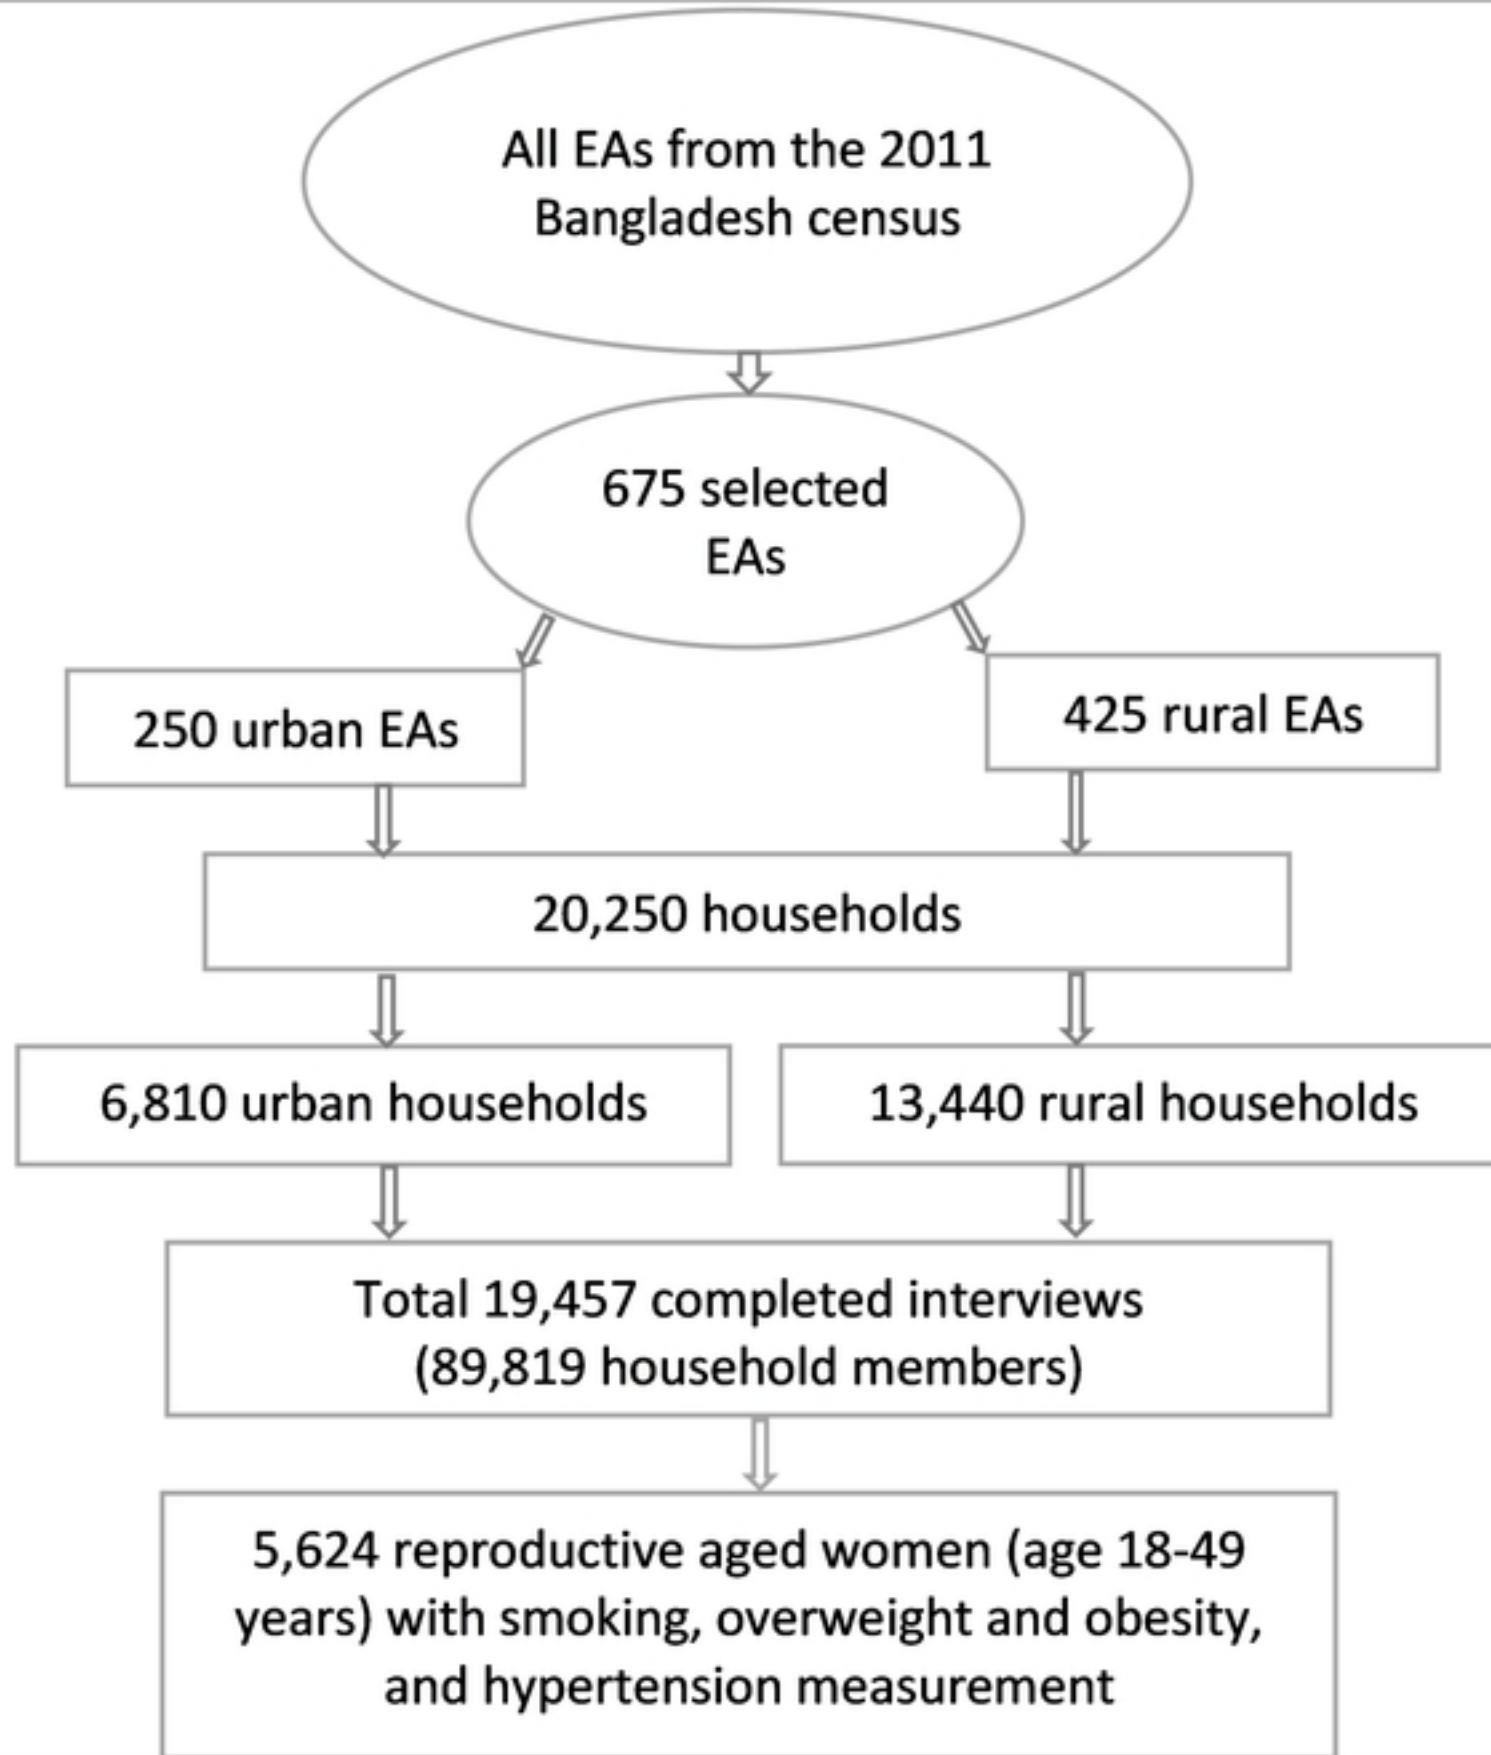 All EAs from the 2011
Bangladesh census
675 selected
EAs
250 urban EAs
425 rural EAs
20,250 households
6,810 urban households
13,440 rural households
Total 19,457 completed interviews
(89,819 household members)
5,624 reproductive aged women (age 18-49
years) with smoking, overweight and obesity,
and hypertension measurement